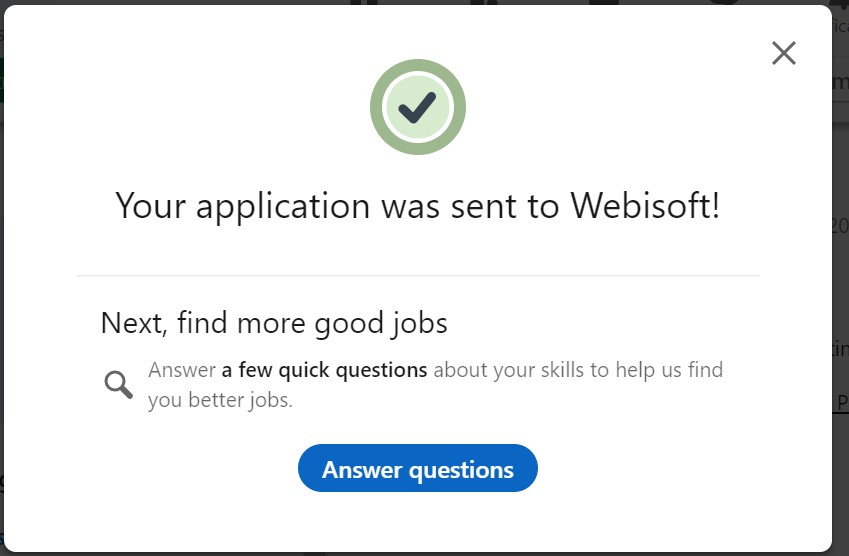 Your application was sent to Webisoft!
Next, find more good jobs
Answer a few quick questions about your skills to help us find
you better jobs.
Answer questions